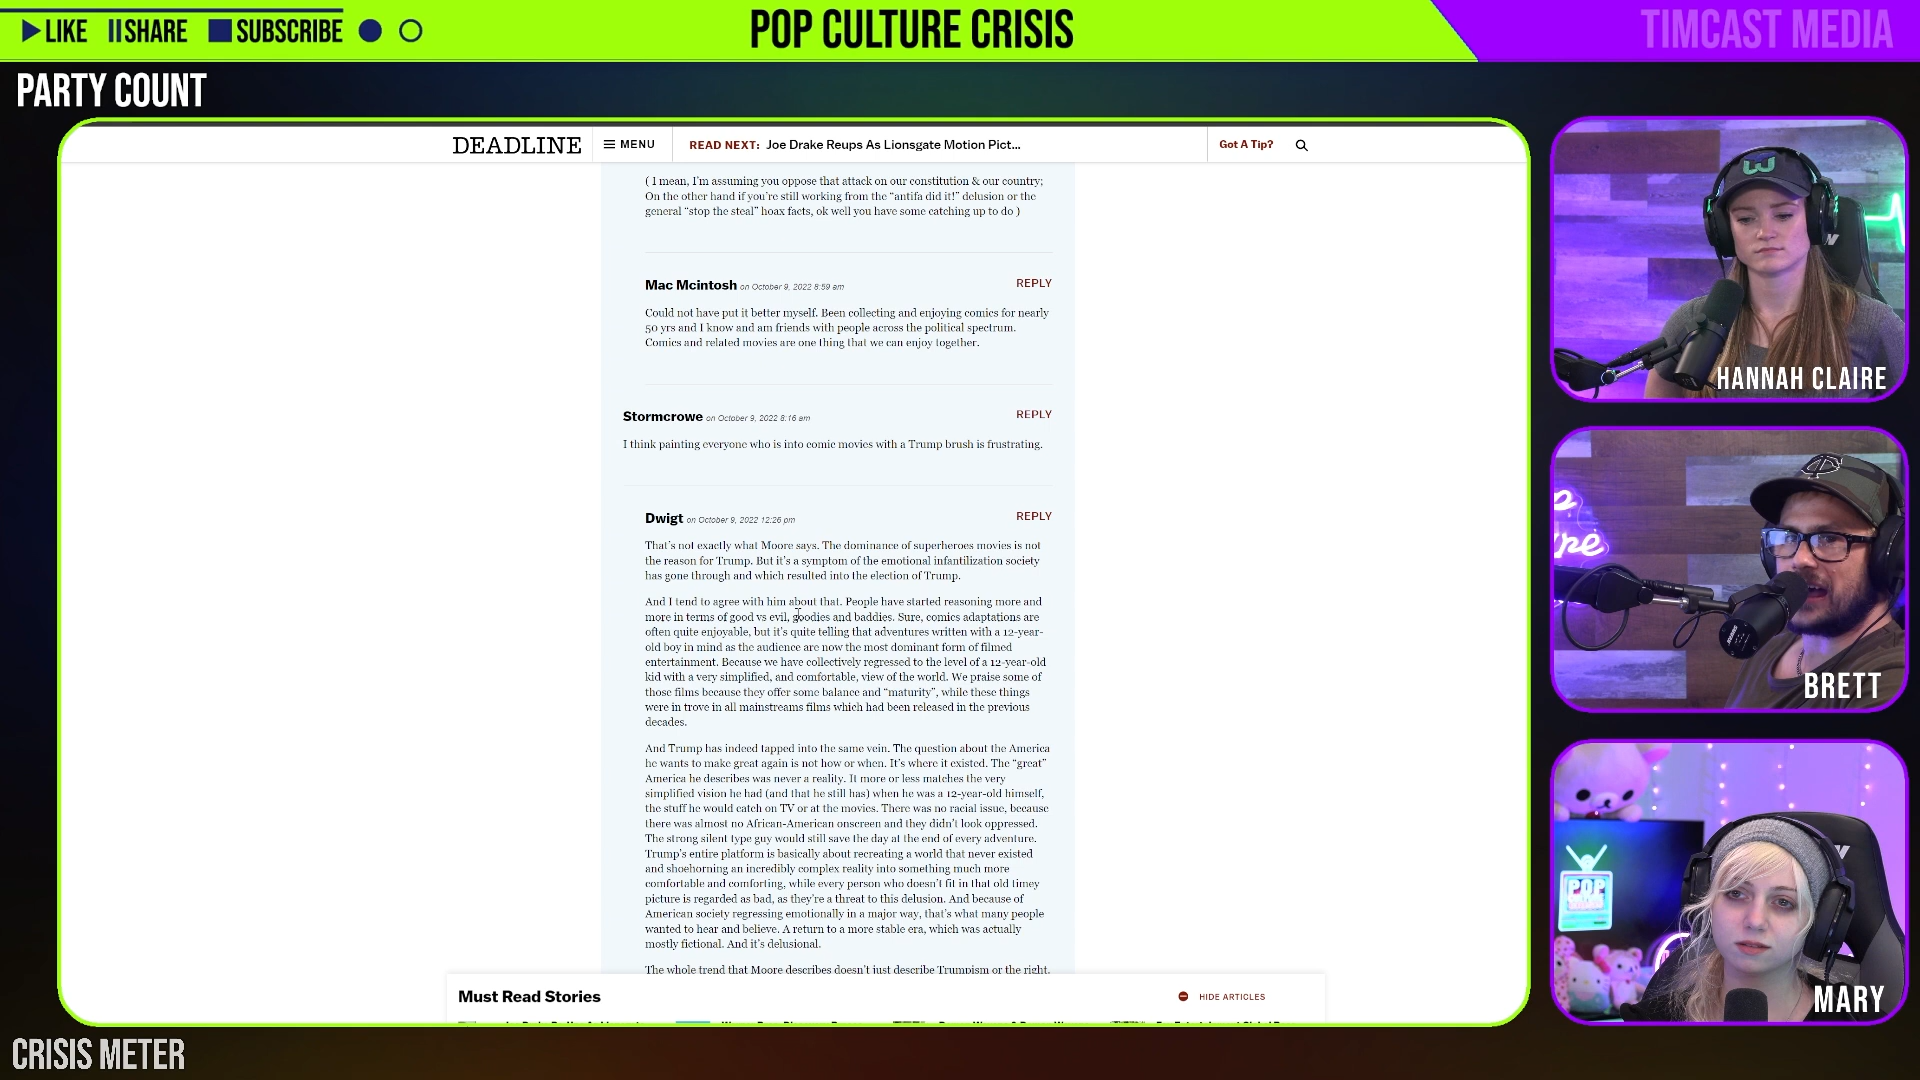 LIKE SHARE SUBSCRIBE
POP CULTURE CRISIS
TIMCAST MEDIA
PARTY COUNT
DEADLINE
MENU
READ NEXT: Joe Drake Reups As Lionsgate Motion Pict...
Got A Tip?
( I mean, I'm assuming you oppose that attack on our constitution & our country;
On the other hand if you're still working from the “antifa did it!” delusion or the
general “stop the steal” hoax facts, ok well you have some catching up to do )
Mac Mcintosh on October 9, 2022 8:59 am
REPLY
Could not have put it better myself. Been collecting and enjoying comics for nearly
50 yrs and I know and am friends with people across the political spectrum.
Comics and related movies are one thing that we can enjoy together.
Stormcrowe on October 9, 2022 8:16 am
REPLY
I think painting everyone who is into comic movies with a Trump brush is frustrating.
Dwigt on October 9, 2022 12:26 pm
REPLY
That's not exactly what Moore says. The dominance of superheroes movies is not
the reason for Trump. But it's a symptom of the emotional infantilization society
has gone through and which resulted into the election of Trump.
And I tend to agree with him about that. People have started reasoning more and
more in terms of good vs evil, goodies and baddies. Sure, comics adaptations are
often quite enjoyable, but it's quite telling that adventures written with a 12-year-
old boy in mind as the audience are now the most dominant form of filmed
entertainment. Because we have collectively regressed to the level of a 12-year-old
kid with a very simplified, and comfortable, view of the world. We praise some of
those films because they offer some balance and “maturity”, while these things
were in trove in all mainstreams films which had been released in the previous
decades.
And Trump has indeed tapped into the same vein. The question about the America
he wants to make great again is not how or when. It's where it existed. The “great”
America he describes was never a reality. It more or less matches the very
simplified vision he had (and that he still has) when he was a 12-year-old himself,
the stuff he would catch on TV or at the movies. There was no racial issue, because
there was almost no African-American onscreen and they didn't look oppressed.
The strong silent type guy would still save the day at the end of every adventure.
Trump's entire platform is basically about recreating a world that never existed
and shoehorning an incredibly complex reality into something much more
comfortable and comforting, while every person who doesn't fit in that old timey
picture is regarded as bad, as they're a threat to this delusion. And because of
American society regressing emotionally in a major way, that's what many people
wanted to hear and believe. A return to a more stable era, which was actually
mostly fictional. And it's delusional.
The whole trend that Moore describes doesn't just describe Trumpism or the right.
Must Read Stories
HIDE ARTICLES
HANNAH CLAIRE
BRETT
POP
MARY
CRISIS METER